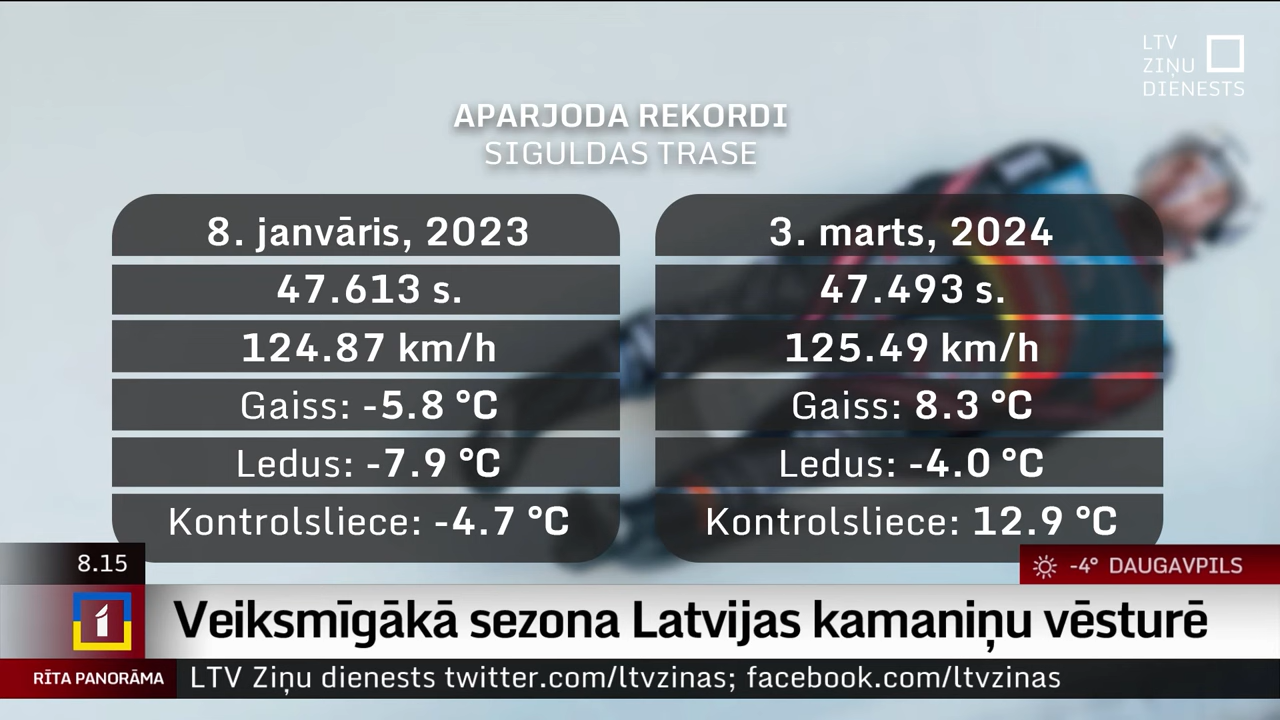 LTV
ZIŅU
DIENESTS
APARJODA REKORDI
SIGULDAS TRASE
8. janvāris, 2023
47.613 s.
124.87 km/h
Gaiss: -5.8 °C
Ledus: -7.9 °C
Kontrolsliece: -4.7 °C
3. marts, 2024
47.493 s.
125.49 km/h
Gaiss: 8.3 °C
Ledus: -4.0 °C
Kontrolsliece: 12.9 °C
8.15
-4° DAUGAVPILS
1
Veiksmīgākā sezona Latvijas kamaniņu vēsturē
RĪTA PANORĀMA
LTV Ziņu dienests twitter.com/ltvzinas; facebook.com/ltvzinas